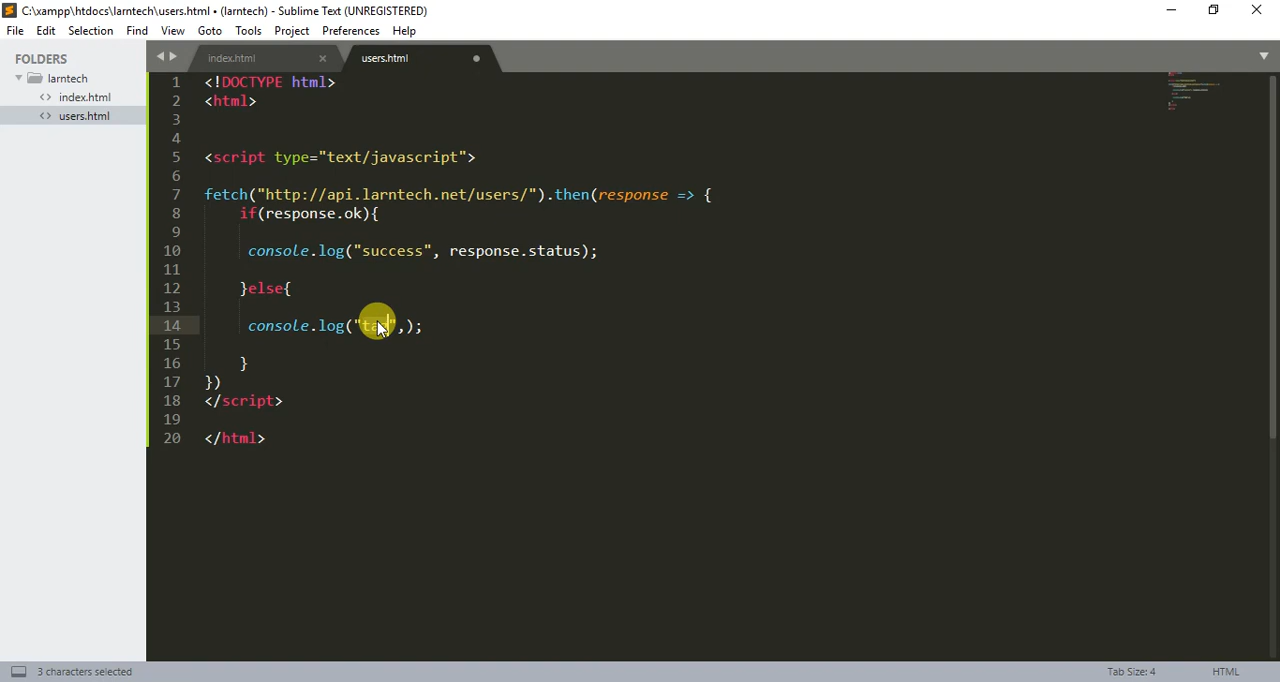 C:\xampp\htdocs\larntech\users.html • (larntech) - Sublime Text (UNREGISTERED)
File Edit Selection Find View Goto Tools Project Preferences Help
FOLDERS
larntech
<> index.html
<> users.html
index.html
users.html
1 <!DOCTYPE html>
2 <html>
3
4
5 <script type="text/javascript">
6
7 fetch("http://api.larntech.net/users/").then(response => {
8 if(response.ok){
9
10 console.log("success", response.status);
11
12 }else{
13
14 console.log("tag",);
15
16 }
17 })
18 </script>
19
20 </html>
3 characters selected
Tab Size: 4
HTML